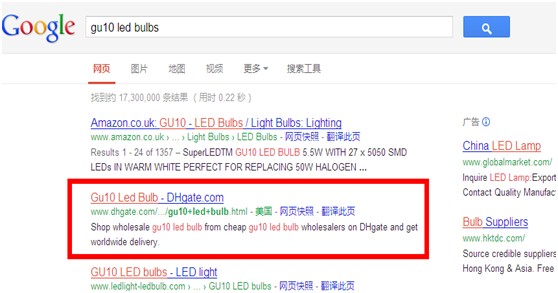 Google
gu10 led bulbs
网页 图片 地图 视频 更多 搜索工具
找到约 17,300,000 条结果 （用时 0.22 秒）
Amazon.co.uk: GU10 - LED Bulbs / Light Bulbs: Lighting
www.amazon.co.uk › ... › Light Bulbs › LED Bulbs - 网页快照 - 翻译此页
Results 1 - 24 of 1357 – SuperLEDTM GU10 LED BULB 5.5W WITH 27 x 5050 SMD
LEDs IN WARM WHITE PERFECT FOR REPLACING 50W HALOGEN ...
Gu10 Led Bulb - DHgate.com
www.dhgate.com/.../gu10+led+bulb.html - 美国 - 网页快照 - 翻译此页
Shop wholesale gu10 led bulb from cheap gu10 led bulb wholesalers on DHgate and get
worldwide delivery.
GU10 LED bulbs - LED light
www.ledlight-ledbulb.com › GU10 LED bulbs - 网页快照 - 翻译此页
广告
China LED Lamp
www.globalmarket.com/
Inquire LED Lamp:Export
Contact Quality Manufac
Bulb Suppliers
www.hktdc.com/
Source credible, sincere
Hong Kong & Asia. Free